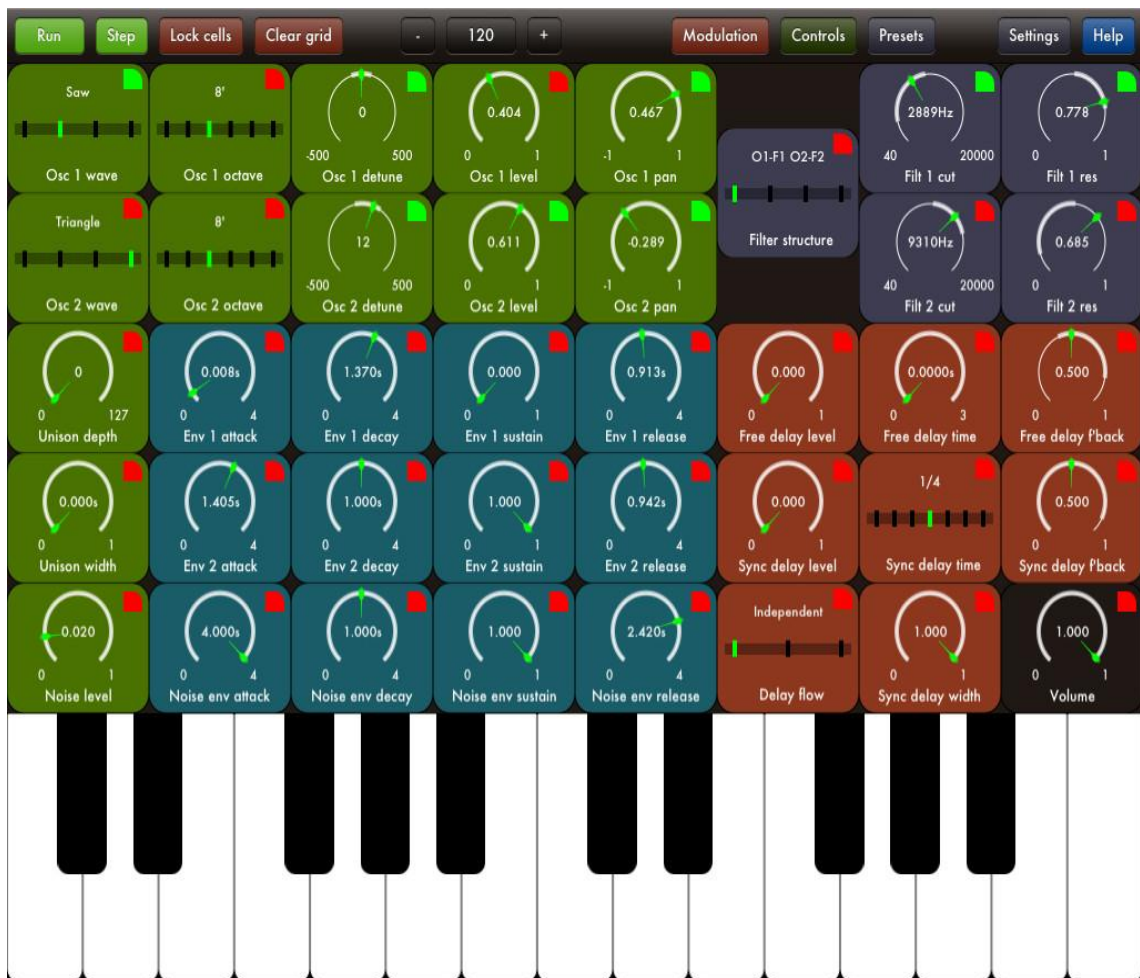 Run Step Lock cells Clear grid - 120 + Modulation Controls Presets Settings Help
Saw
Osc 1 wave
8'
Osc 1 octave
0
-500 500
Osc 1 detune
0.404
0 1
Osc 1 level
0.467
-1 1
Osc 1 pan
O1-F1 O2-F2
Filter structure
2889Hz
40 20000
Filt 1 cut
0.778
0 1
Filt 1 res
Triangle
Osc 2 wave
8'
Osc 2 octave
12
-500 500
Osc 2 detune
0.611
0 1
Osc 2 level
-0.289
-1 1
Osc 2 pan
9310Hz
40 20000
Filt 2 cut
0.685
0 1
Filt 2 res
0
0 127
Unison depth
0.008s
0 4
Env 1 attack
1.370s
0 4
Env 1 decay
0.000
0 1
Env 1 sustain
0.913s
0 4
Env 1 release
0.000
0 1
Free delay level
0.0000s
0 3
Free delay time
0.500
0 1
Free delay f'back
0.000s
0 1
Unison width
1.405s
0 4
Env 2 attack
1.000s
0 4
Env 2 decay
1.000
0 1
Env 2 sustain
0.942s
0 4
Env 2 release
0.000
0 1
Sync delay level
1/4
Sync delay time
0.500
0 1
Sync delay f'back
0.020
0 1
Noise level
4.000s
0 4
Noise env attack
1.000s
0 4
Noise env decay
1.000
0 1
Noise env sustain
2.420s
0 4
Noise env release
Independent
Delay flow
1.000
0 1
Sync delay width
1.000
0 1
Volume